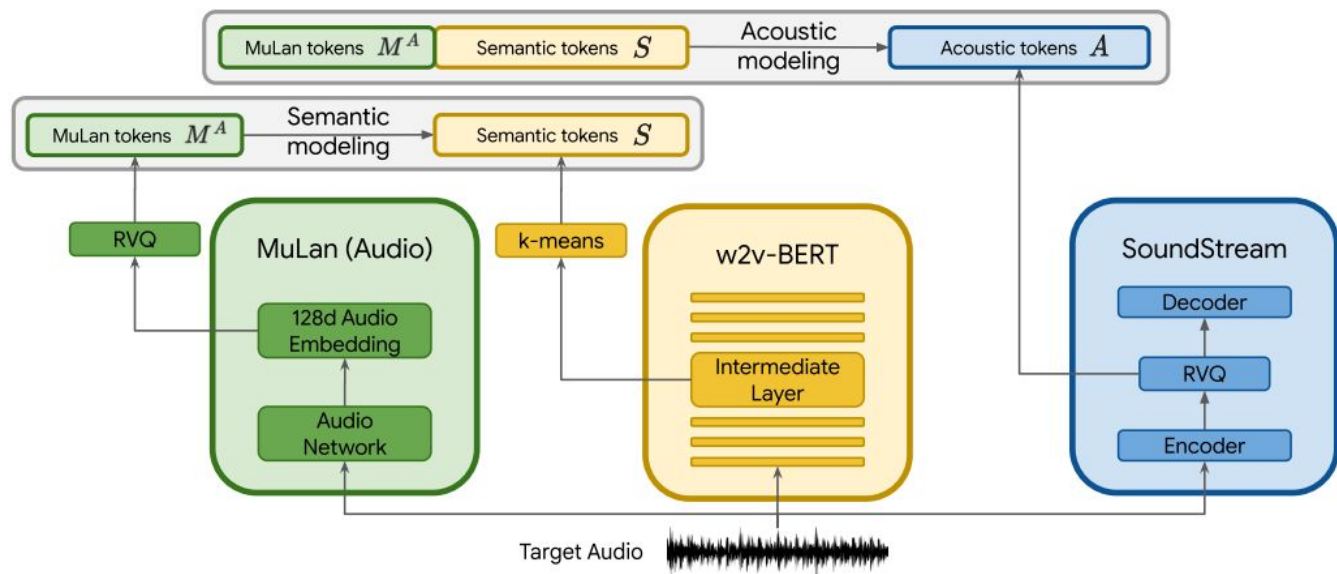 MuLan tokens M^A
Semantic tokens S
Acoustic
modeling
Acoustic tokens A
MuLan tokens M^A
Semantic
modeling
Semantic tokens S
RVQ
MuLan (Audio)
128d Audio
Embedding
Audio
Network
k-means
w2v-BERT
Intermediate
Layer
SoundStream
Decoder
RVQ
Encoder
Target Audio